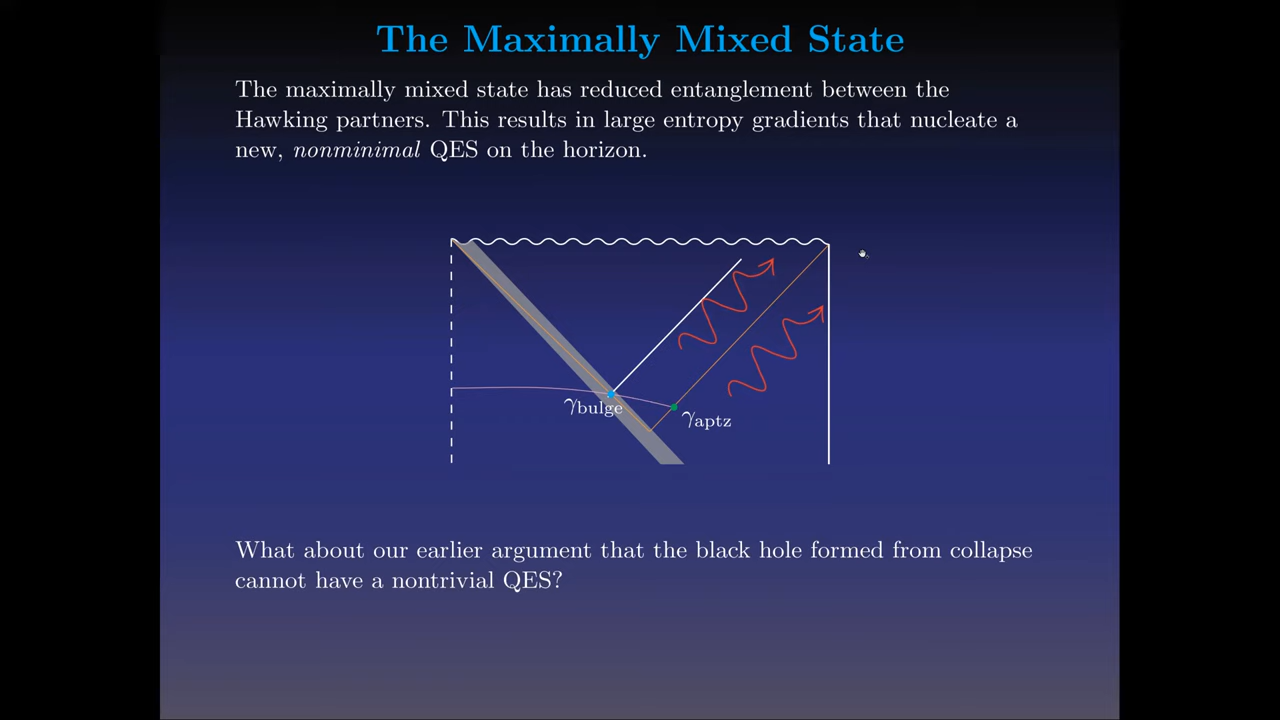 The Maximally Mixed State
The maximally mixed state has reduced entanglement between the
Hawking partners. This results in large entropy gradients that nucleate a
new, nonminimal QES on the horizon.
γbulge
γaptz
What about our earlier argument that the black hole formed from collapse
cannot have a nontrivial QES?